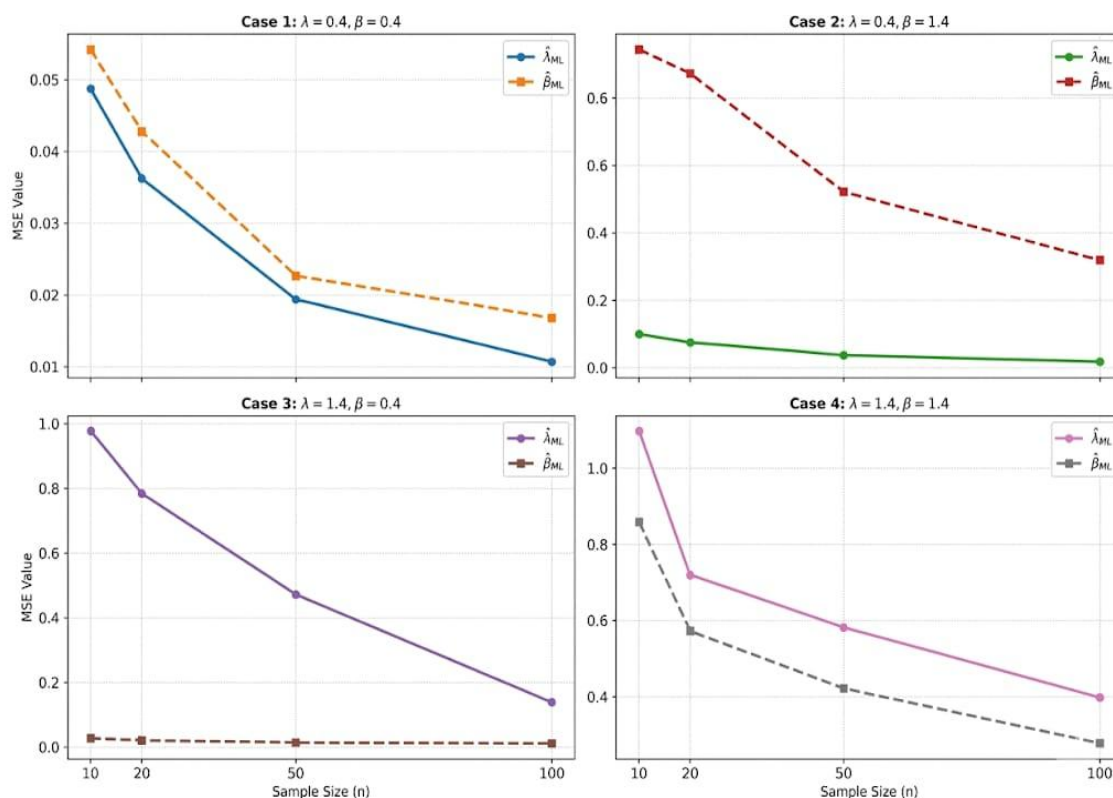 Case 1: λ = 0.4, β = 0.4
λ̂ML
β̂ML
0.05
0.04
0.03
0.02
0.01
MSE Value
Case 2: λ = 0.4, β = 1.4
λ̂ML
β̂ML
0.6
0.6
0.4
0.2
0.0
Case 3: λ = 1.4, β = 0.4
λ̂ML
β̂ML
1.0
0.8
0.6
0.4
0.2
0.0
MSE Value
10 20 50 100
Sample Size (n)
Case 4: λ = 1.4, β = 1.4
λ̂ML
β̂ML
1.0
0.8
0.6
0.4
10 20 50 100
Sample Size (n)